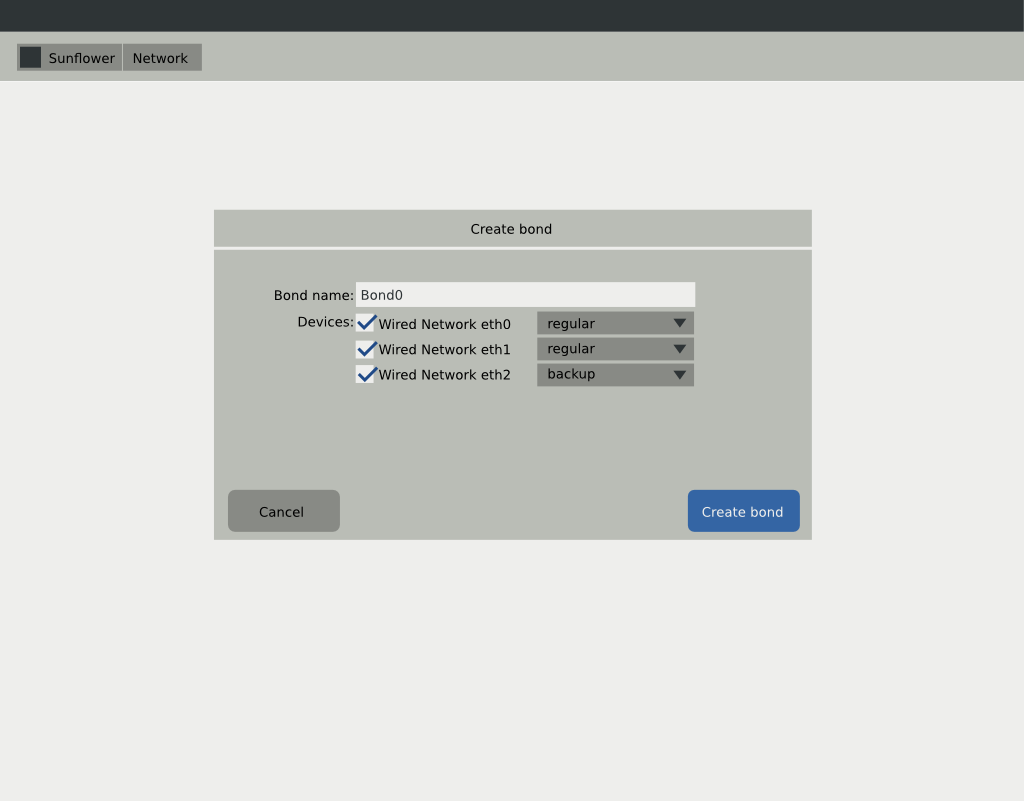 Sunflower Network
Create bond
Bond name: Bond0
Devices: Wired Network eth0 regular
Wired Network eth1 regular
Wired Network eth2 backup
Cancel Create bond